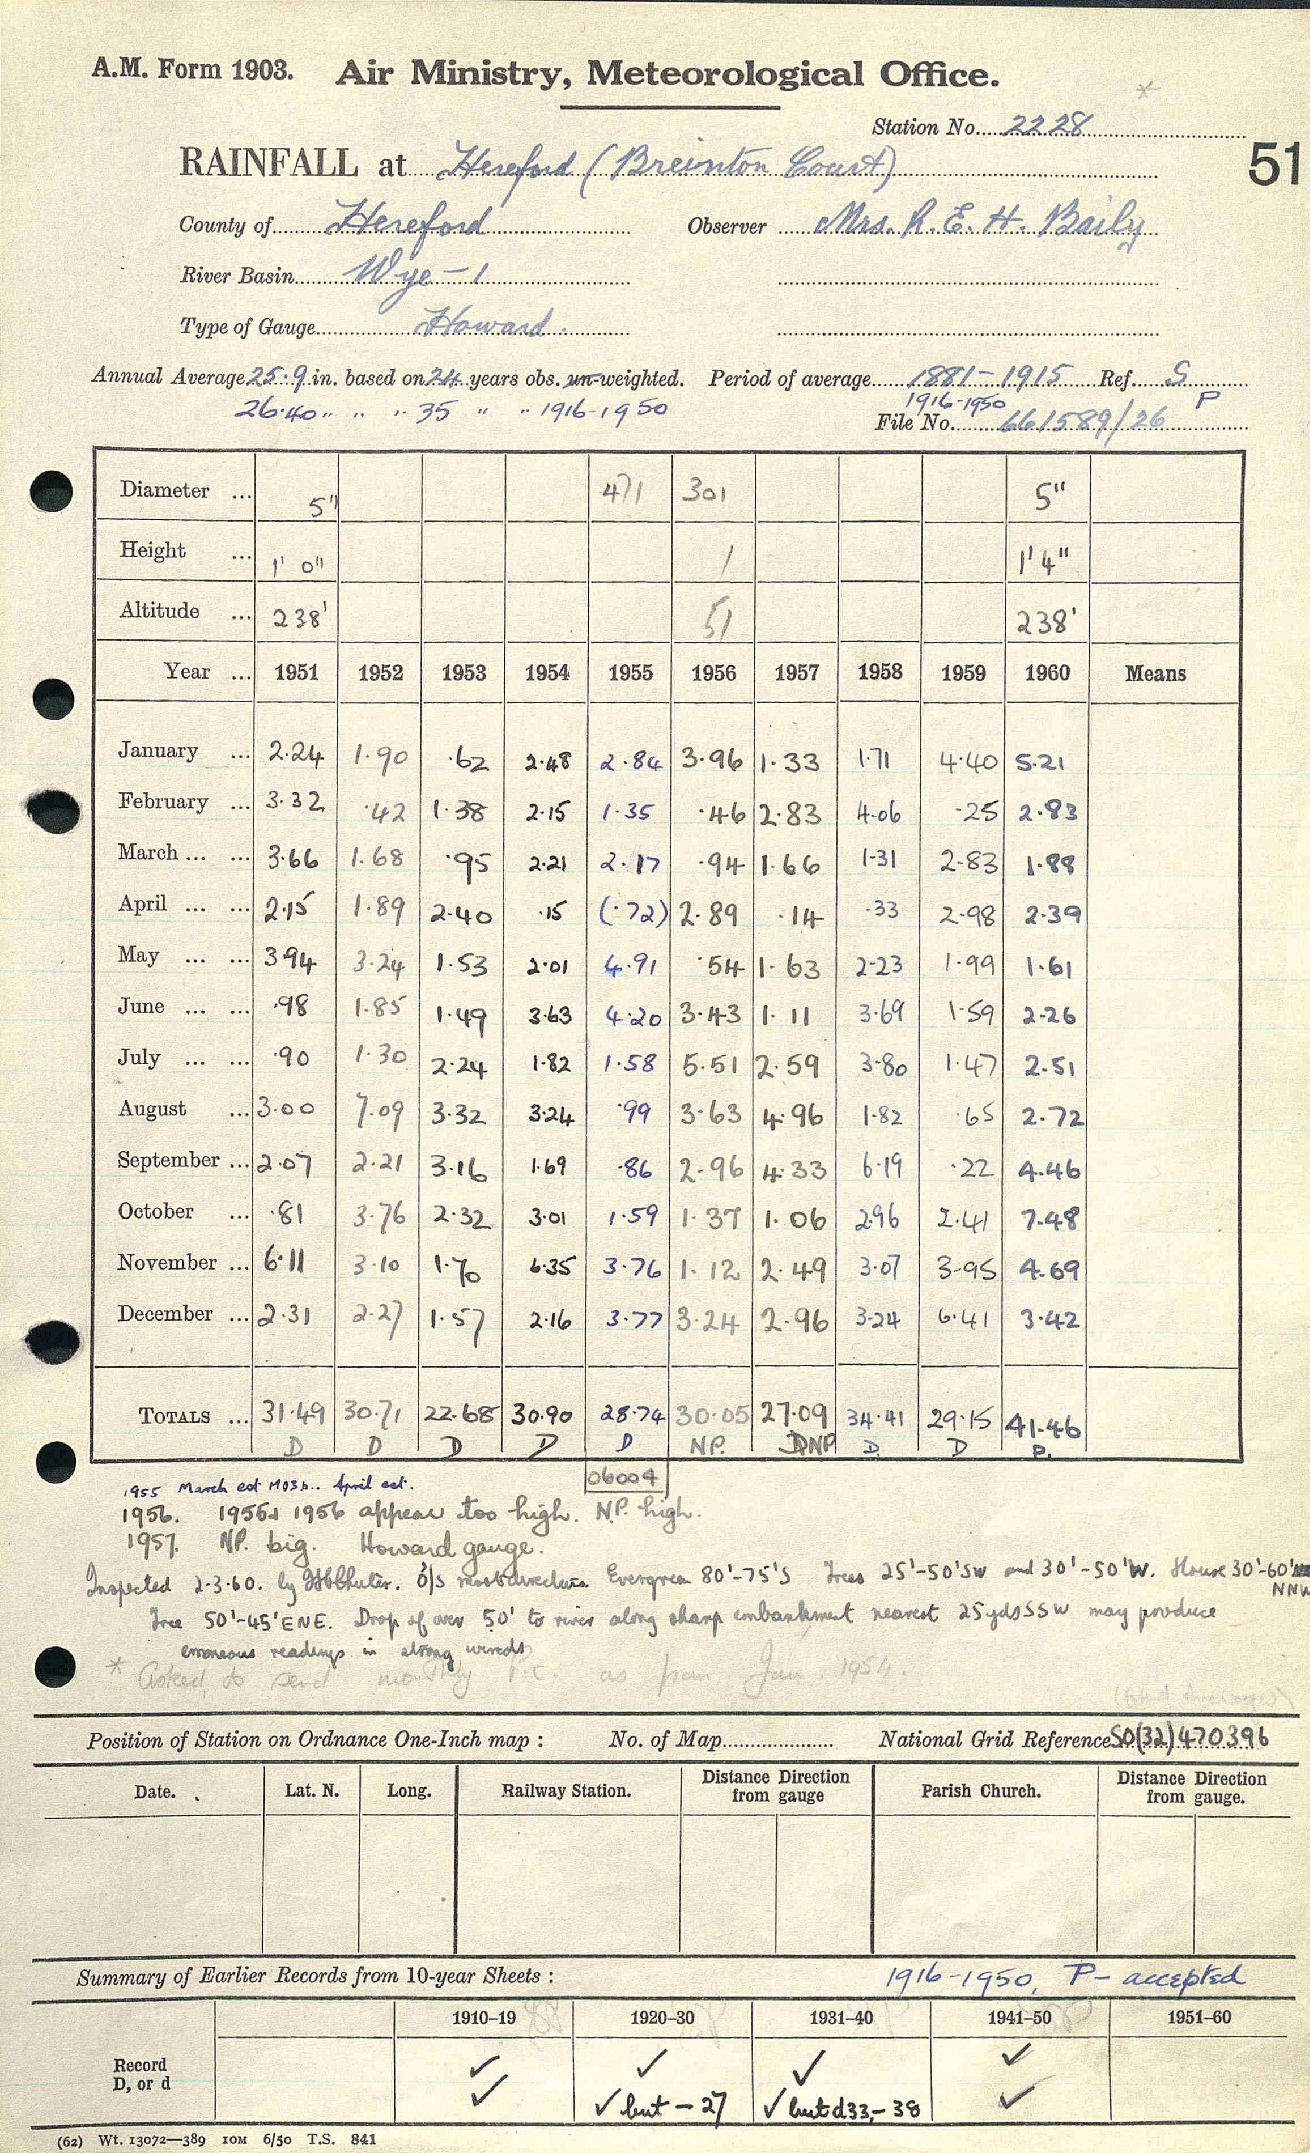 A.M. Form 1903. Air Ministry, Meteorological Office.
*
Station No. 2228
51
RAINFALL at Hereford (Breinton Court)
County of Hereford Observer Mrs. R. E. H. Baily
River Basin Wye - 1
Type of Gauge Howard.
Annual Average 25.9 in. based on 24 years obs. un-weighted. Period of average 1881-1915 Ref. S
26.40 " " " 35 " " 1916-1950 1916-1950 P
File No. 661589/26
Diameter ... 5" 471 301 5"
Height ... 1' 0" 1 1'4"
Altitude ... 238' 51 238'
Year ... 1951 1952 1953 1954 1955 1956 1957 1958 1959 1960 Means
January ... 2.24 1.90 .62 2.48 2.84 3.96 1.33 1.71 4.40 5.21
February ... 3.32 .42 1.38 2.15 1.35 .46 2.83 4.06 .25 2.83
March ... ... 3.66 1.68 .95 2.21 2.17 .94 1.66 1.31 2.83 1.88
April ... ... 2.15 1.89 2.40 .15 (.72) 2.89 .14 .33 2.98 2.39
May ... ... 3.94 3.24 1.53 2.01 4.91 .54 1.63 2.23 1.99 1.61
June ... ... .98 1.85 1.49 3.63 4.20 3.43 1.11 3.69 1.59 2.26
July ... ... .90 1.30 2.24 1.82 1.58 5.51 2.59 3.80 1.47 2.51
August ... 3.00 7.09 3.32 3.24 .99 3.63 4.96 1.82 .65 2.72
September ... 2.07 2.21 3.16 1.69 .86 2.96 4.33 6.19 .22 4.46
October ... .81 3.76 2.32 3.01 1.59 1.37 1.06 2.96 2.41 7.48
November ... 6.11 3.10 1.70 6.35 3.76 1.12 2.49 3.07 3.95 4.69
December ... 2.31 2.27 1.57 2.16 3.77 3.24 2.96 3.24 6.41 3.42
TOTALS ... 31.49 30.71 22.68 30.90 28.74 30.05 27.09 34.41 29.15 41.46
D D D D D NP. NP D D P.
06004
1955 March est M03b.. April est.
1956. 1955 & 1956 appear too high. N.P. high.
1957. NP. big. Howard gauge.
Inspected 2-3-60. by O/S most directions Evergreen 80'-75'S Trees 25'-50'SW and 30'-50'W. House 30'-60' NNW
Tree 50'-45'ENE. Drop of over 50' to river along sharp embankment nearest 25yds SSW may produce
erroneous readings in strong winds
* Asked to send monthly P.C. as from Jan. 1954.
Position of Station on Ordnance One-Inch map : No. of Map National Grid Reference SO(32)470396
Date. Lat. N. Long. Railway Station. Distance Direction from gauge Parish Church. Distance Direction from gauge.
Summary of Earlier Records from 10-year Sheets : 1916-1950, P- accepted
1910–19 1920–30 1931–40 1941–50 1951–60
Record ✓ ✓ ✓ ✓
D, or d ✓ ✓ but - 27 ✓ but d33,- 38 ✓
(62) Wt. 13072—389 10M 6/50 T.S. 841